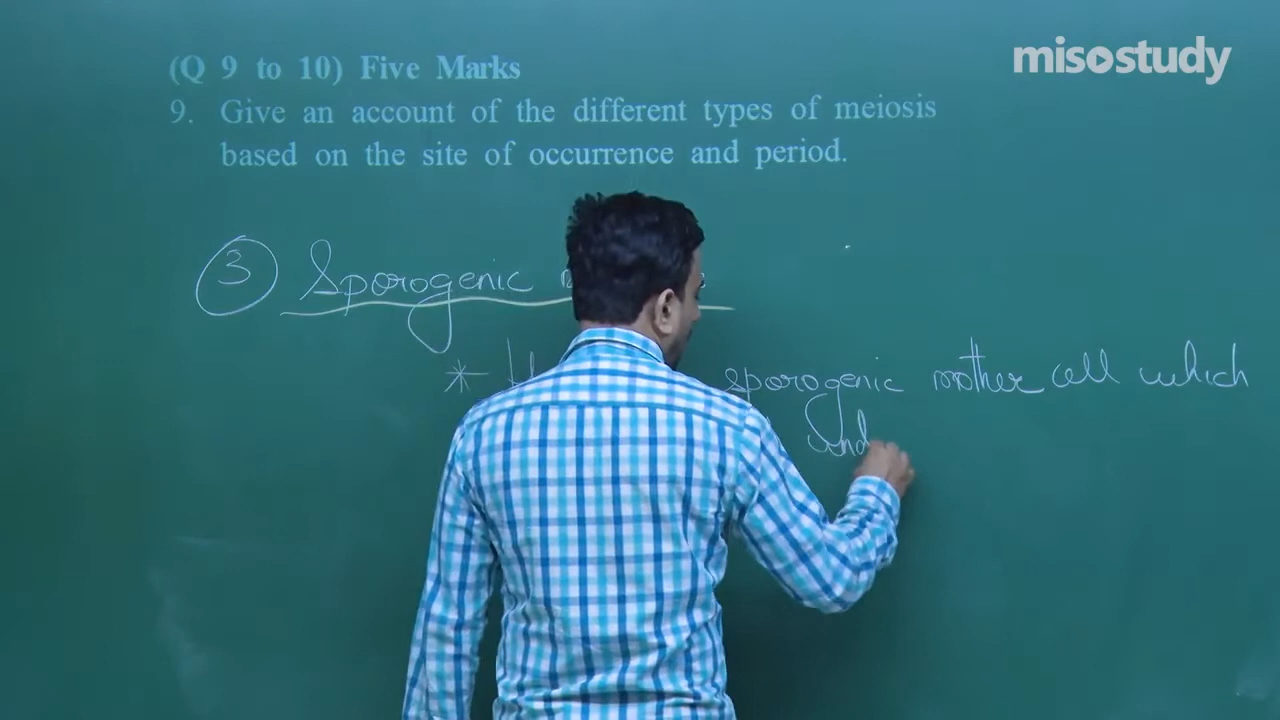 misostudy
(Q 9 to 10) Five Marks
9. Give an account of the different types of meiosis
based on the site of occurrence and period.
3 Sporogenic
* sporogenic mother cell which
und